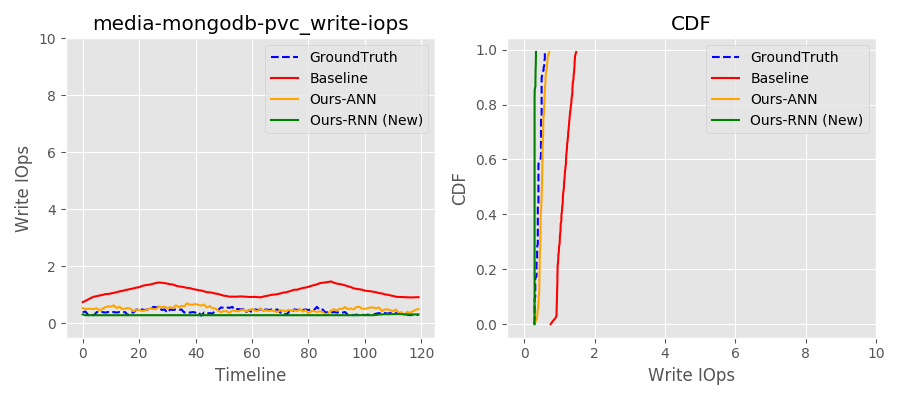 media-mongodb-pvc_write-iops
10
8
6
4
2
0
Write IOps
0 20 40 60 80 100 120
Timeline
GroundTruth
Baseline
Ours-ANN
Ours-RNN (New)
CDF
1.0
0.8
0.6
0.4
0.2
0.0
CDF
0 2 4 6 8 10
Write IOps
GroundTruth
Baseline
Ours-ANN
Ours-RNN (New)